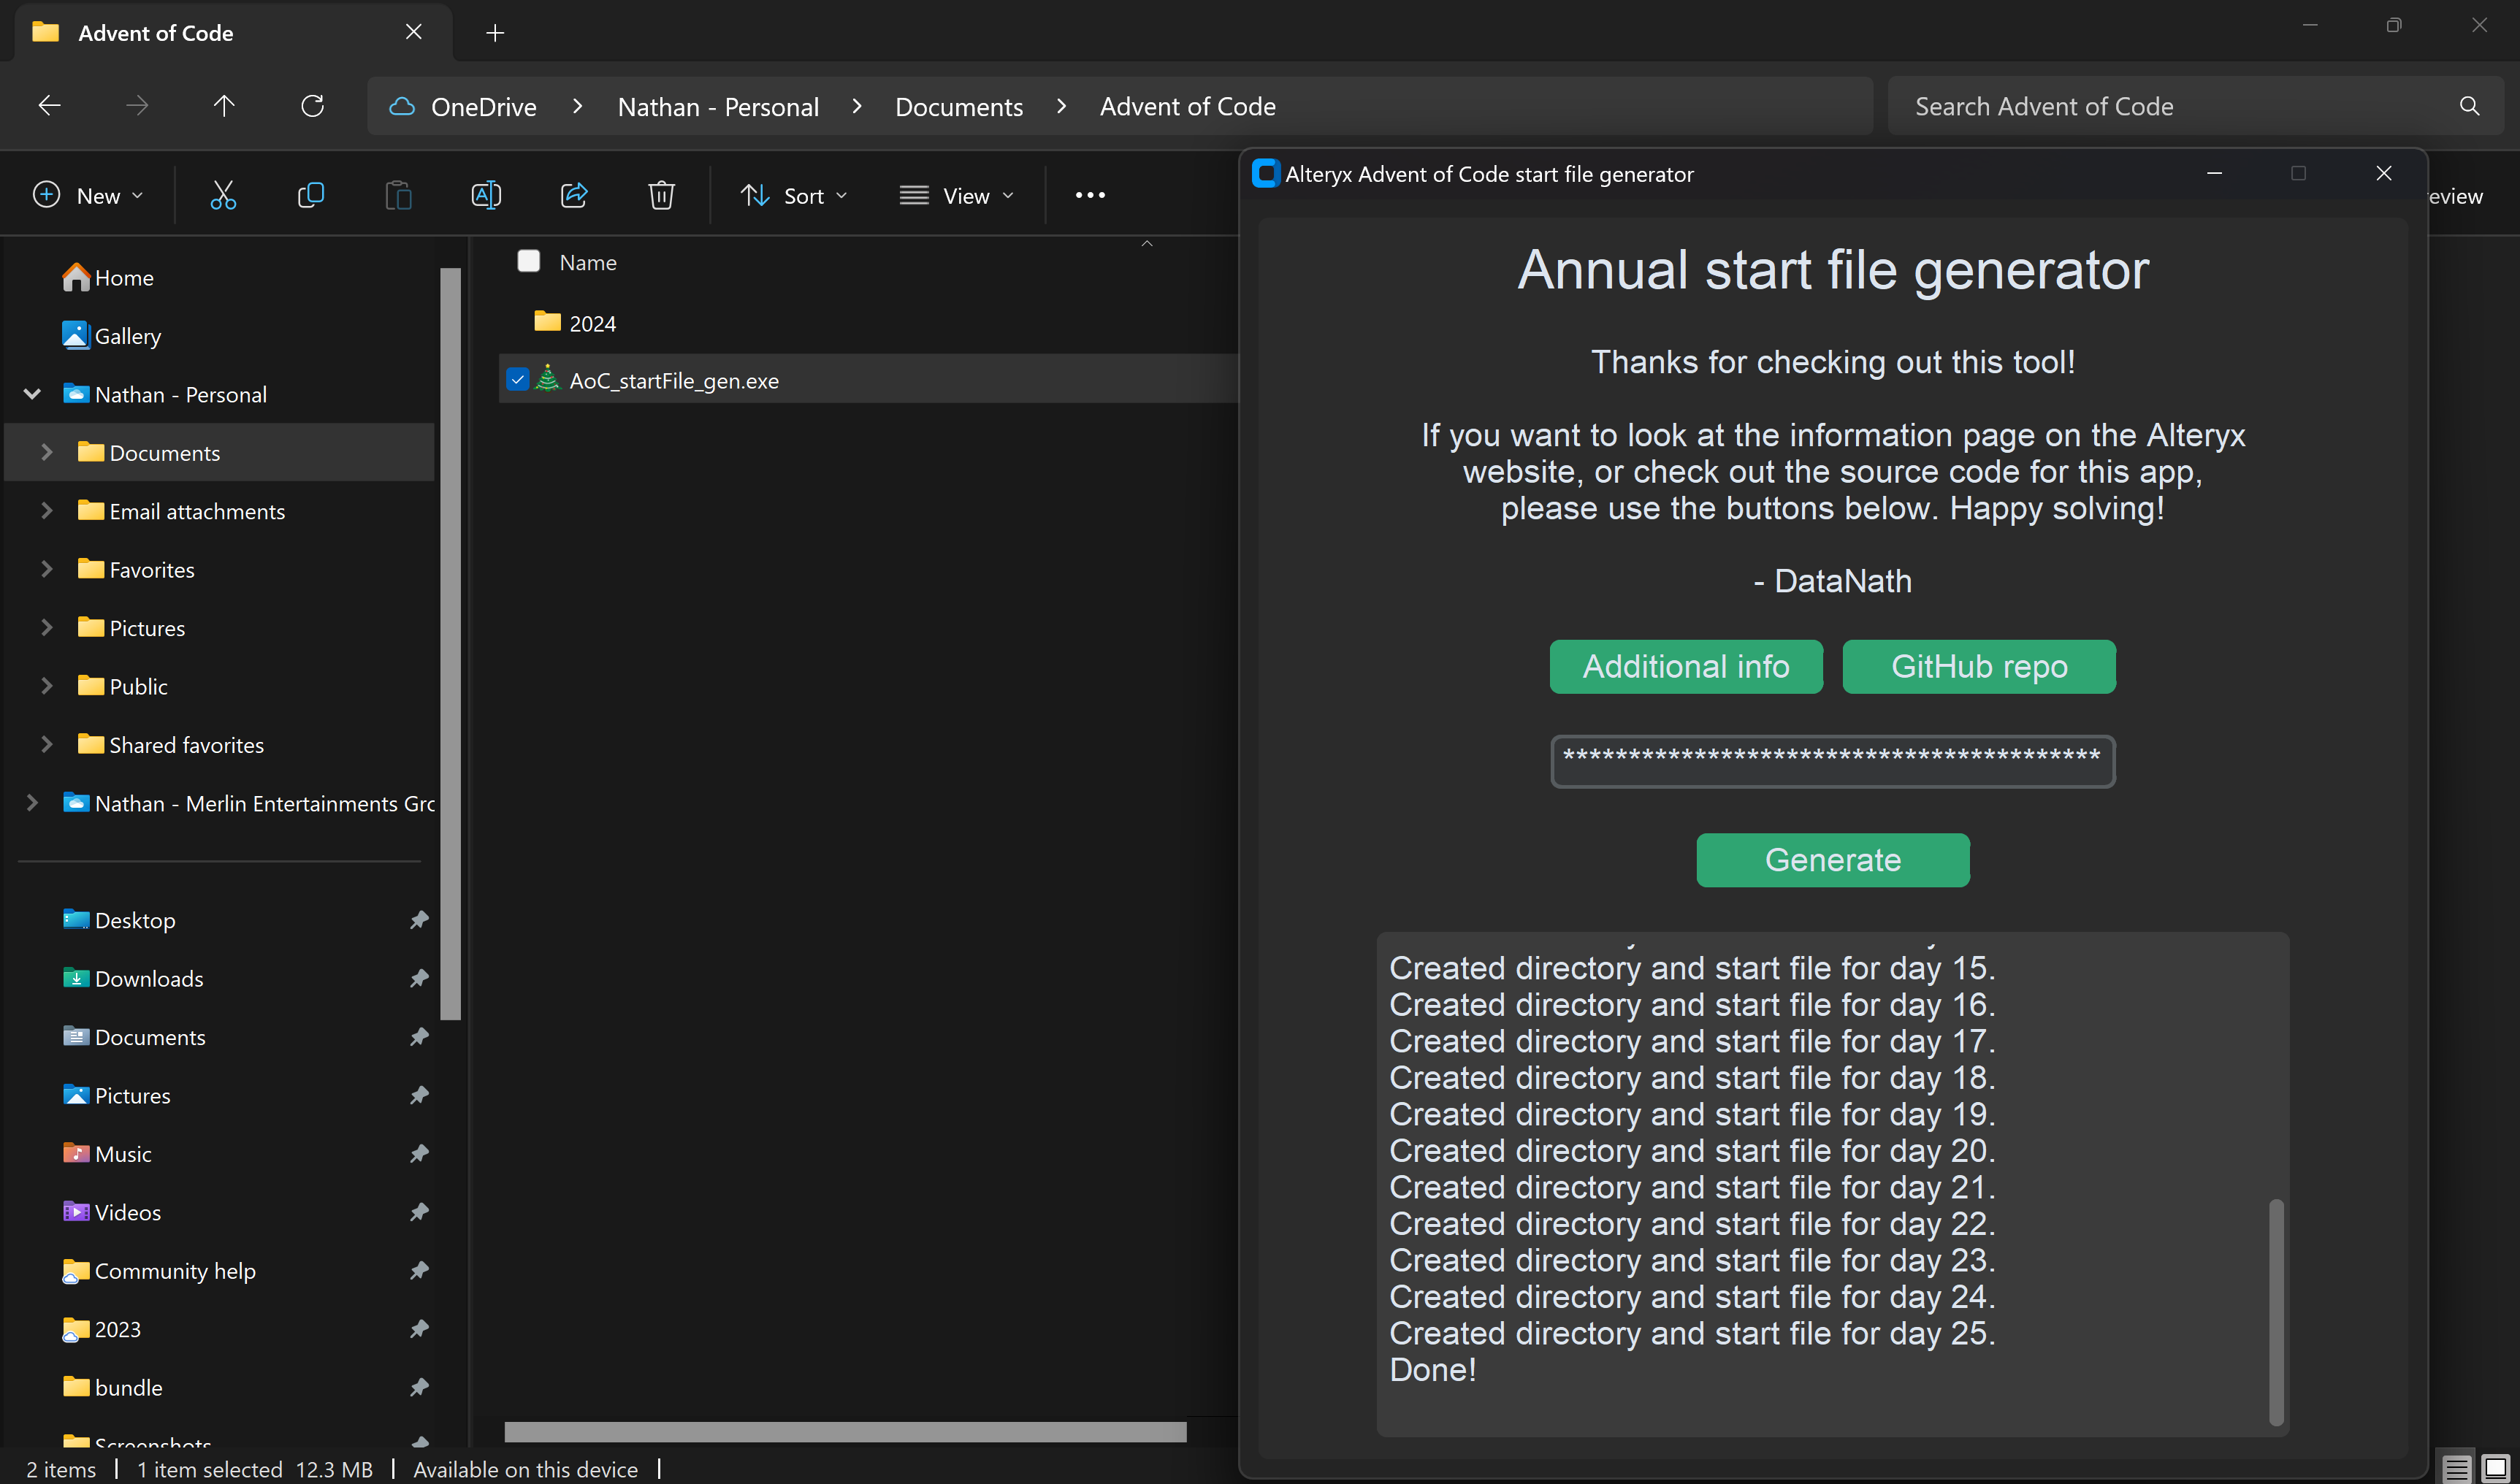 Advent of Code
OneDrive
Nathan - Personal
Documents
Advent of Code
Search Advent of Code
New
Sort
View
eview
Home
Gallery
Nathan - Personal
Documents
Email attachments
Favorites
Pictures
Public
Shared favorites
Nathan - Merlin Entertainments Grc
Desktop
Downloads
Documents
Pictures
Music
Videos
Community help
2023
bundle
Screenshots
Name
2024
AoC_startFile_gen.exe
2 items
1 item selected 12.3 MB
Available on this device
Alteryx Advent of Code start file generator
Annual start file generator
Thanks for checking out this tool!
If you want to look at the information page on the Alteryx
website, or check out the source code for this app,
please use the buttons below. Happy solving!
- DataNath
Additional info
GitHub repo
*****************************************
Generate
Created directory and start file for day 15.
Created directory and start file for day 16.
Created directory and start file for day 17.
Created directory and start file for day 18.
Created directory and start file for day 19.
Created directory and start file for day 20.
Created directory and start file for day 21.
Created directory and start file for day 22.
Created directory and start file for day 23.
Created directory and start file for day 24.
Created directory and start file for day 25.
Done!